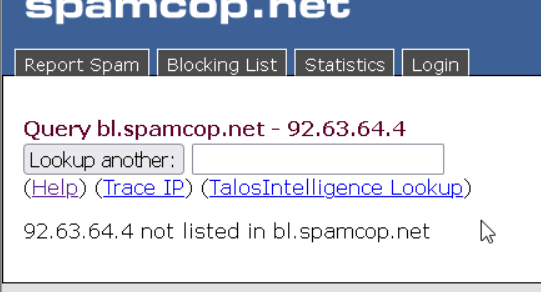 spamcop.net
Report Spam Blocking List Statistics Login
Query bl.spamcop.net - 92.63.64.4
Lookup another:
(Help) (Trace IP) (TalosIntelligence Lookup)
92.63.64.4 not listed in bl.spamcop.net